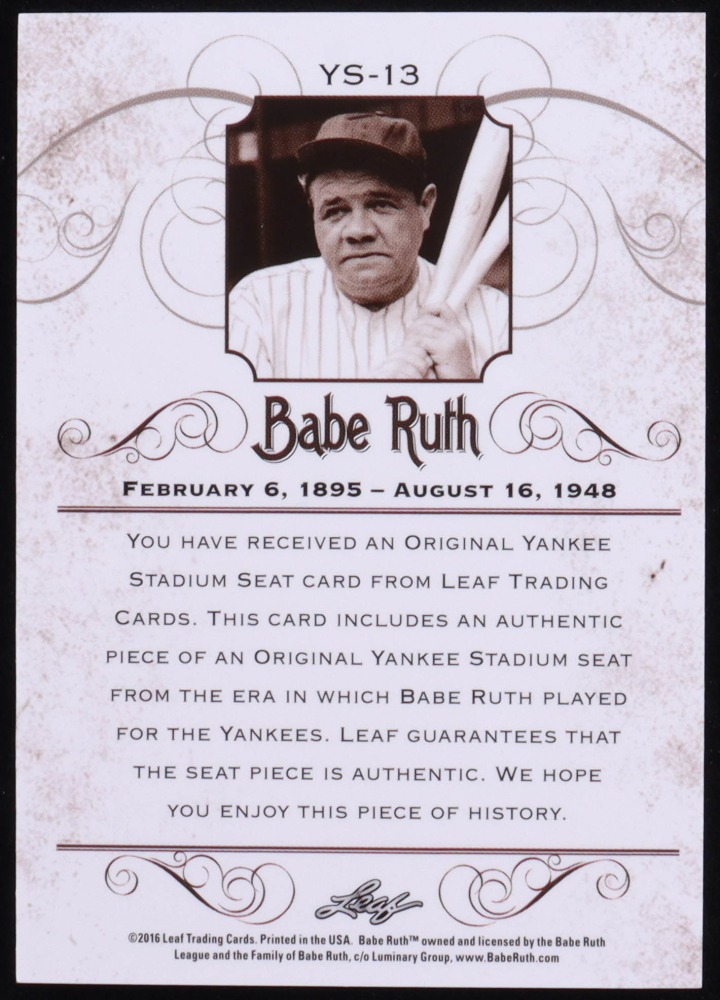 YS-13
Babe Ruth
February 6, 1895 – August 16, 1948
You have received an Original Yankee
Stadium Seat card from Leaf Trading
Cards. This card includes an authentic
piece of an Original Yankee Stadium seat
from the era in which Babe Ruth played
for the Yankees. Leaf guarantees that
the seat piece is authentic. We hope
you enjoy this piece of history.
Leaf
©2016 Leaf Trading Cards. Printed in the USA. Babe Ruth™ owned and licensed by the Babe Ruth
League and the Family of Babe Ruth, c/o Luminary Group, www.BabeRuth.com